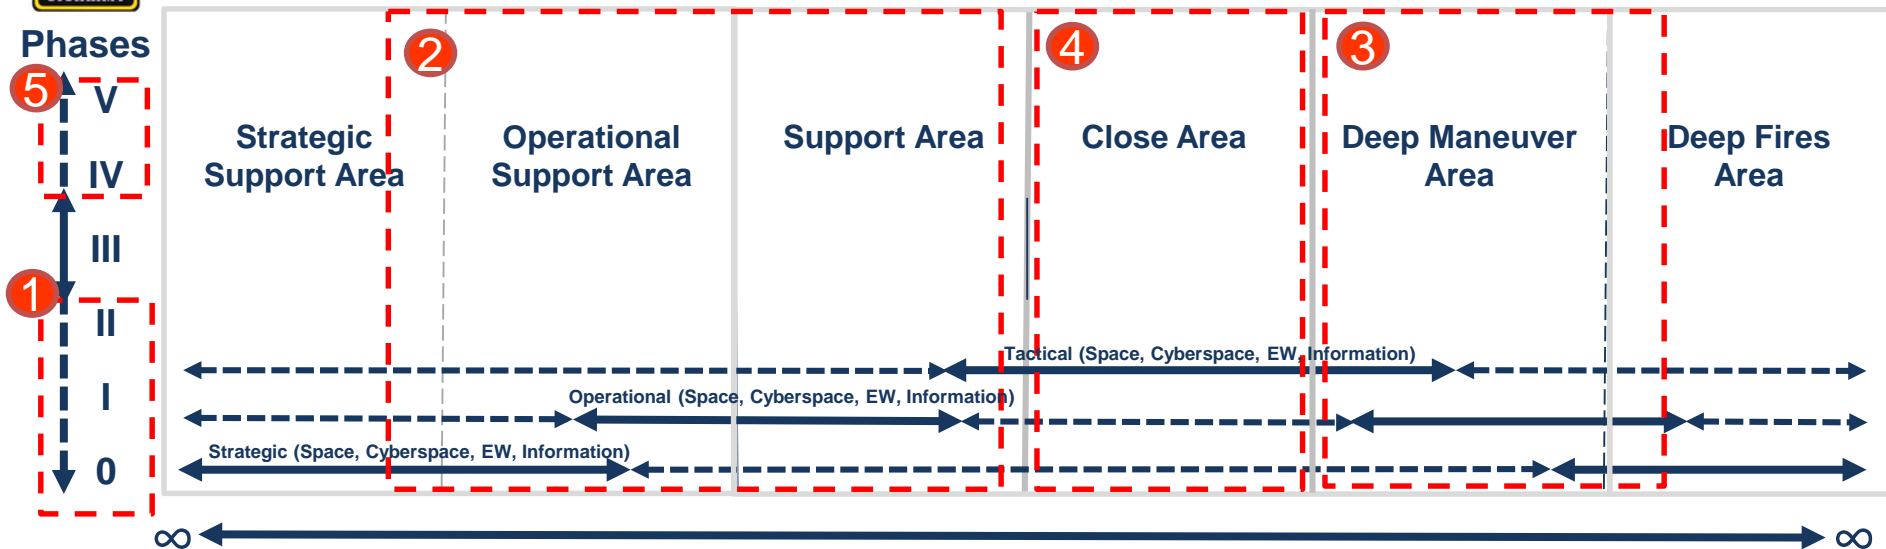 Phases
5
V
IV
III
1
II
I
0
2
4
3
Strategic
Support Area
Operational
Support Area
Support Area
Close Area
Deep Maneuver
Area
Deep Fires
Area
Tactical (Space, Cyberspace, EW, Information)
Operational (Space, Cyberspace, EW, Information)
Strategic (Space, Cyberspace, EW, Information)
∞ ∞